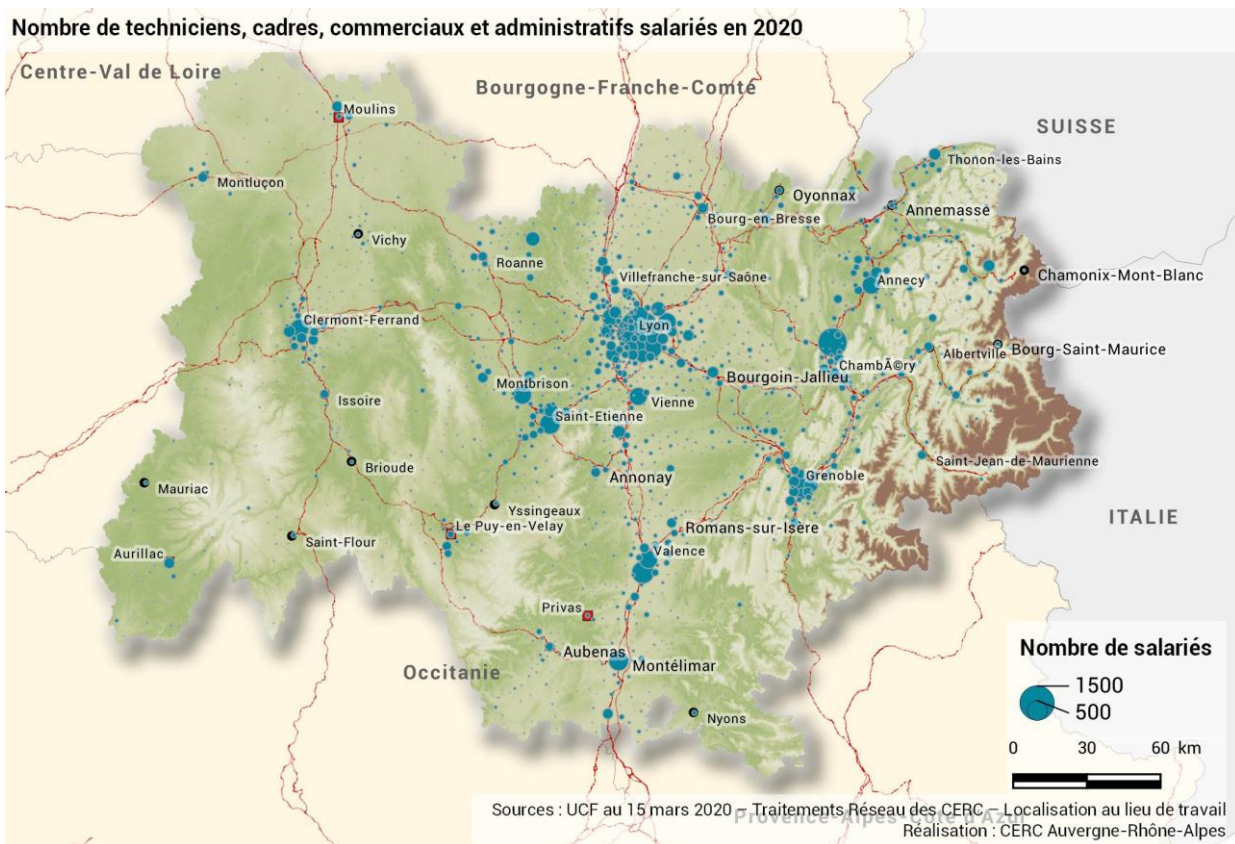 Nombre de techniciens, cadres, commerciaux et administratifs salariés en 2020
Centre-Val de Loire
Bourgogne-Franche-Comté
Moulins
SUISSE
Thonon-les-Bains
Montluçon
Oyonnax
Annemasse
Bourg-en-Bresse
Vichy
Roanne
Villefranche-sur-Saône
Annecy
Chamonix-Mont-Blanc
Clermont-Ferrand
Lyon
Albertville
Bourg-Saint-Maurice
ChambÃ©ry
Bourgoin-Jallieu
Montbrison
Issoire
Vienne
Saint-Etienne
Brioude
Saint-Jean-de-Maurienne
Annonay
Grenoble
Mauriac
Yssingeaux
ITALIE
Le Puy-en-Velay
Romans-sur-Isère
Saint-Flour
Aurillac
Valence
Privas
Aubenas
Montélimar
Occitanie
Nyons
Nombre de salariés
1500
500
0 30 60 km
Sources : UCF au 15 mars 2020 – Traitements Réseau des CERC – Localisation au lieu de travail
Provence-Alpes-Côte d'Azur
Réalisation : CERC Auvergne-Rhône-Alpes